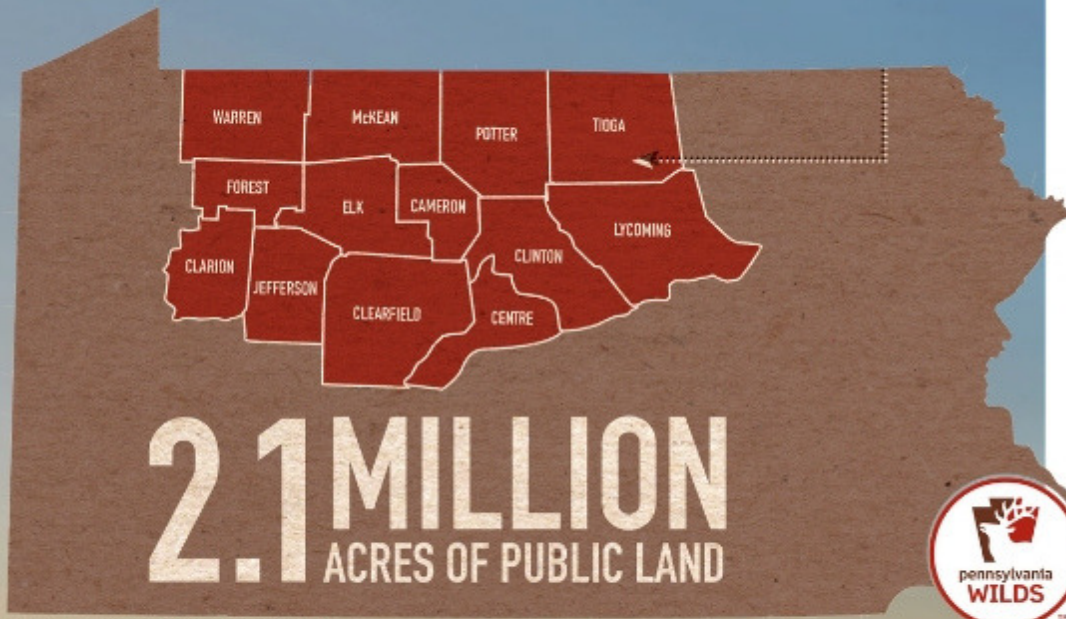 WARREN
McKEAN
POTTER
TIOGA
FOREST
ELK
CAMERON
LYCOMING
CLARION
JEFFERSON
CLINTON
CLEARFIELD
CENTRE
2.1 MILLION
ACRES OF PUBLIC LAND
pennsylvania
WILDS